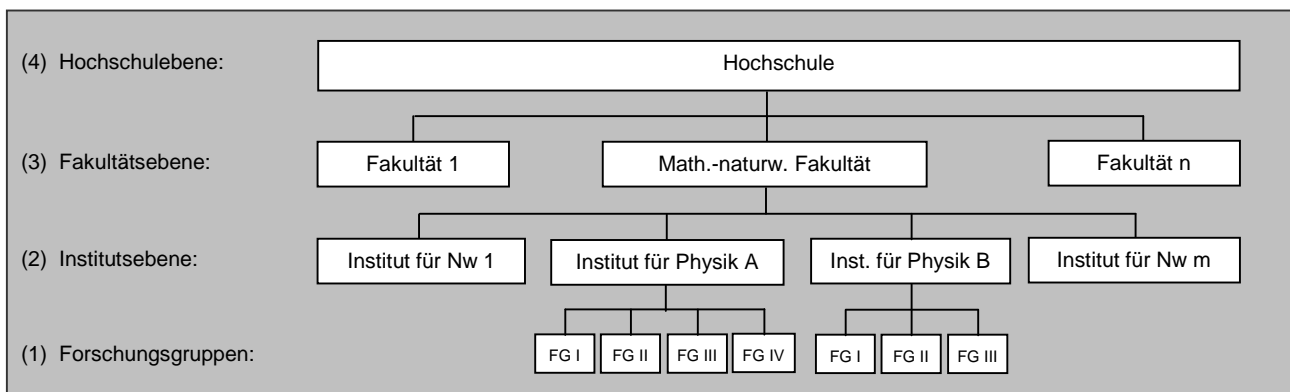 (4) Hochschulebene: Hochschule
(3) Fakultätsebene: Fakultät 1 Math.-naturw. Fakultät Fakultät n
(2) Institutsebene: Institut für Nw 1 Institut für Physik A Inst. für Physik B Institut für Nw m
(1) Forschungsgruppen: FG I FG II FG III FG IV FG I FG II FG III